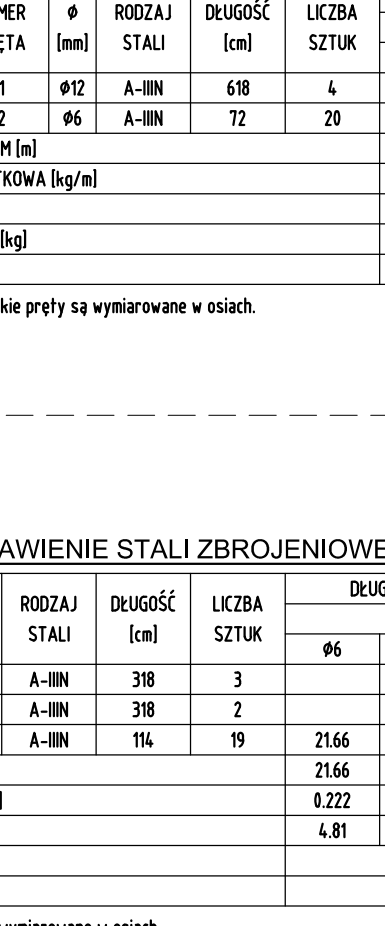 MER ϕ RODZAJ DŁUGOŚĆ LICZBA
ĘTA [mm] STALI [cm] SZTUK
1 ϕ12 A-IIIN 618 4
2 ϕ6 A-IIIN 72 20
M [m]
TKOWA [kg/m]
[kg]
kie pręty są wymiarowane w osiach.
AWIENIE STALI ZBROJENIOWE
RODZAJ DŁUGOŚĆ LICZBA DŁUG
STALI [cm] SZTUK ϕ6
A-IIIN 318 3
A-IIIN 318 2
A-IIIN 114 19 21.66
21.66
] 0.222
4.81
wymiarowane w osiach.